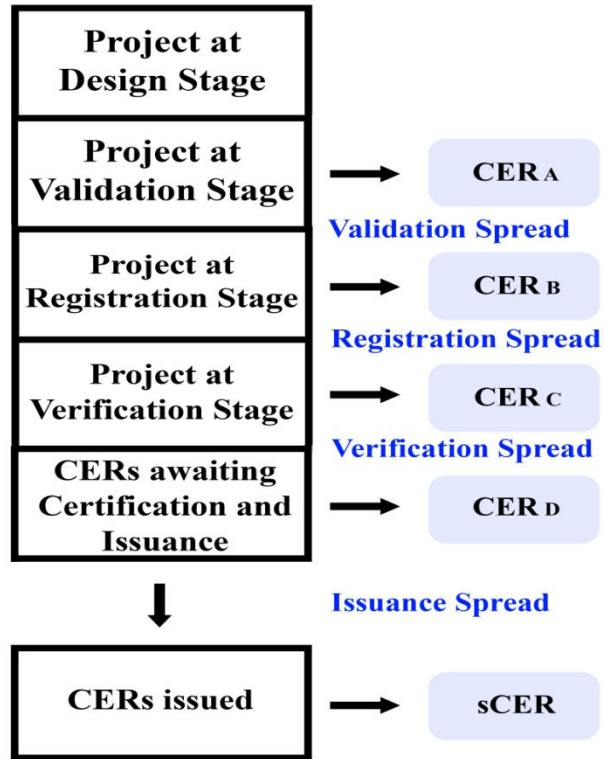 Project at
Design Stage
Project at
Validation Stage
CER A
Validation Spread
Project at
Registration Stage
CER B
Registration Spread
Project at
Verification Stage
CER C
Verification Spread
CERs awaiting
Certification and
Issuance
CER D
Issuance Spread
CERs issued
sCER